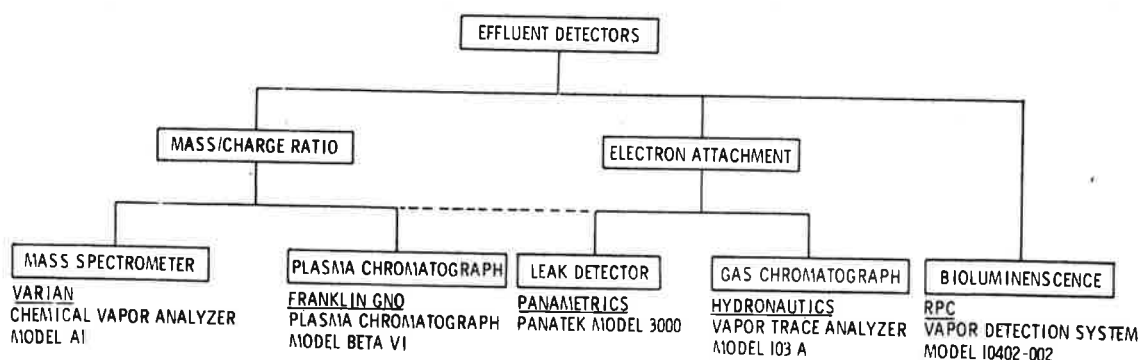 EFFLUENT DETECTORS
MASS/CHARGE RATIO
ELECTRON ATTACHMENT
MASS SPECTROMETER
VARIAN
CHEMICAL VAPOR ANALYZER
MODEL A1
PLASMA CHROMATOGRAPH
FRANKLIN GNO
PLASMA CHROMATOGRAPH
MODEL BETA VI
LEAK DETECTOR
PANAMETRICS
PANATEK MODEL 3000
GAS CHROMATOGRAPH
HYDRONAUTICS
VAPOR TRACE ANALYZER
MODEL 103 A
BIOLUMINENSCENCE
RPC
VAPOR DETECTION SYSTEM
MODEL 10402-002